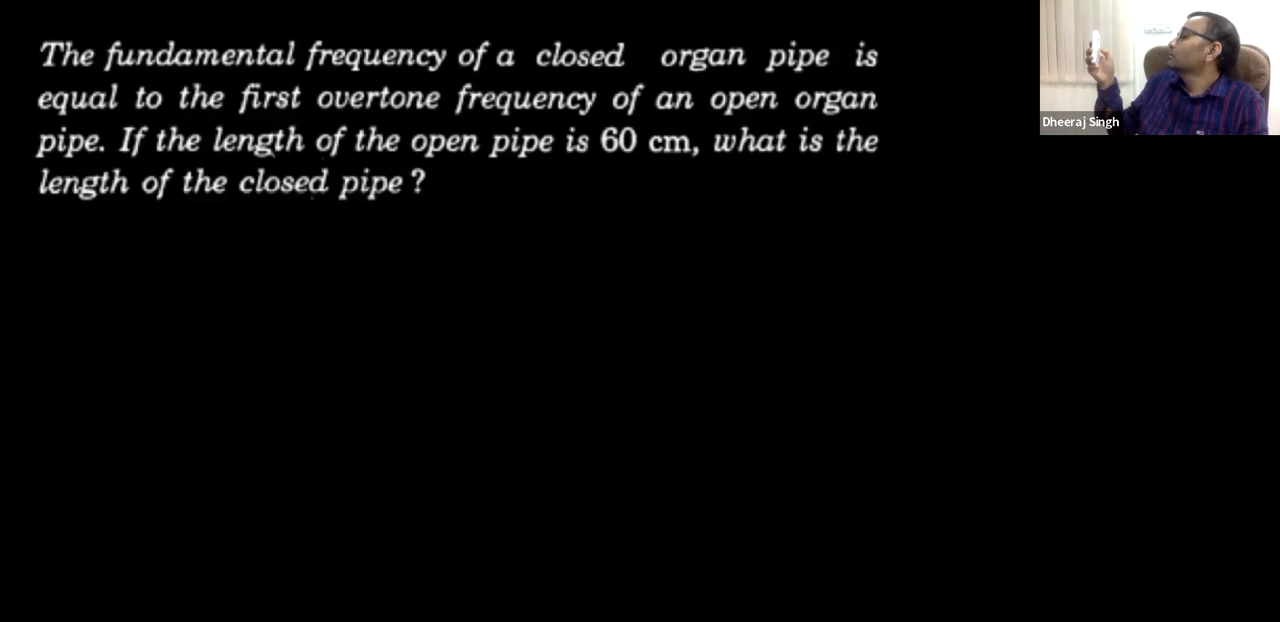 The fundamental frequency of a closed organ pipe is
equal to the first overtone frequency of an open organ
pipe. If the length of the open pipe is 60 cm, what is the
length of the closed pipe ?
Dheeraj Singh